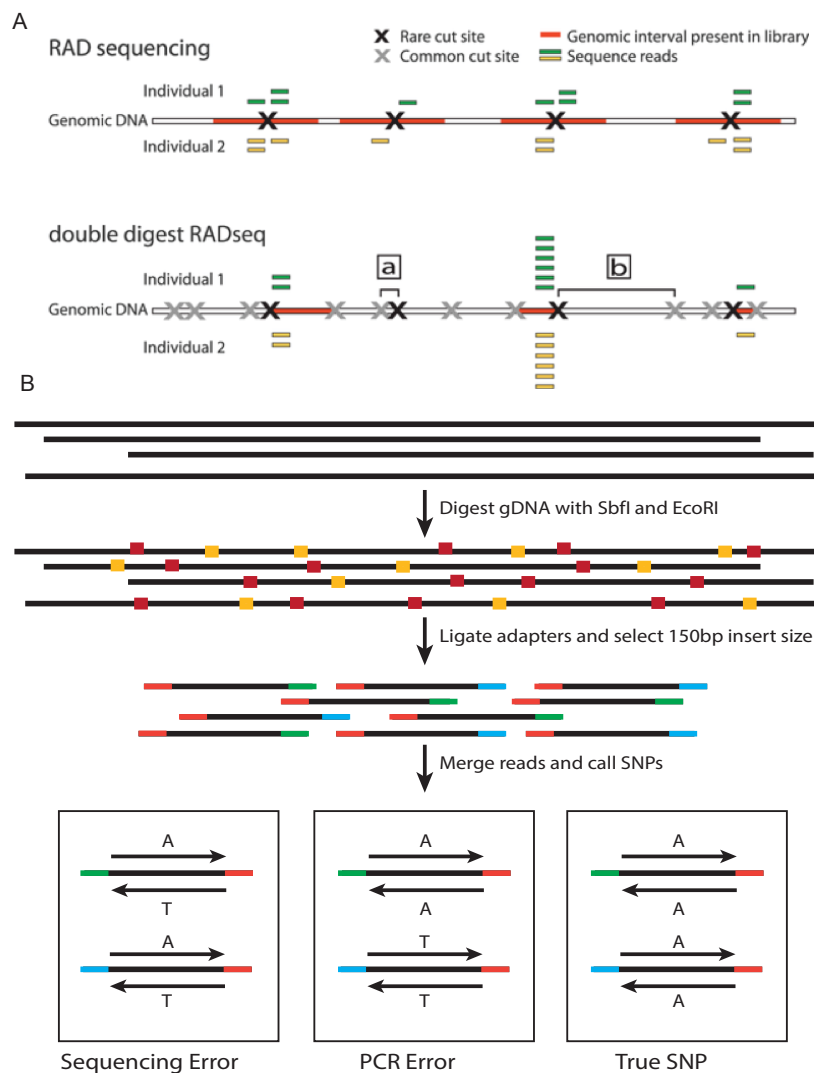 A
RAD sequencing
Rare cut site
Genomic interval present in library
Common cut site
Sequence reads
Individual 1
Genomic DNA
Individual 2
double digest RADseq
a
b
Individual 1
Genomic DNA
Individual 2
B
Digest gDNA with SbfI and EcoRI
Ligate adapters and select 150bp insert size
Merge reads and call SNPs
A
A
A
T
A
A
A
T
A
T
T
A
Sequencing Error
PCR Error
True SNP